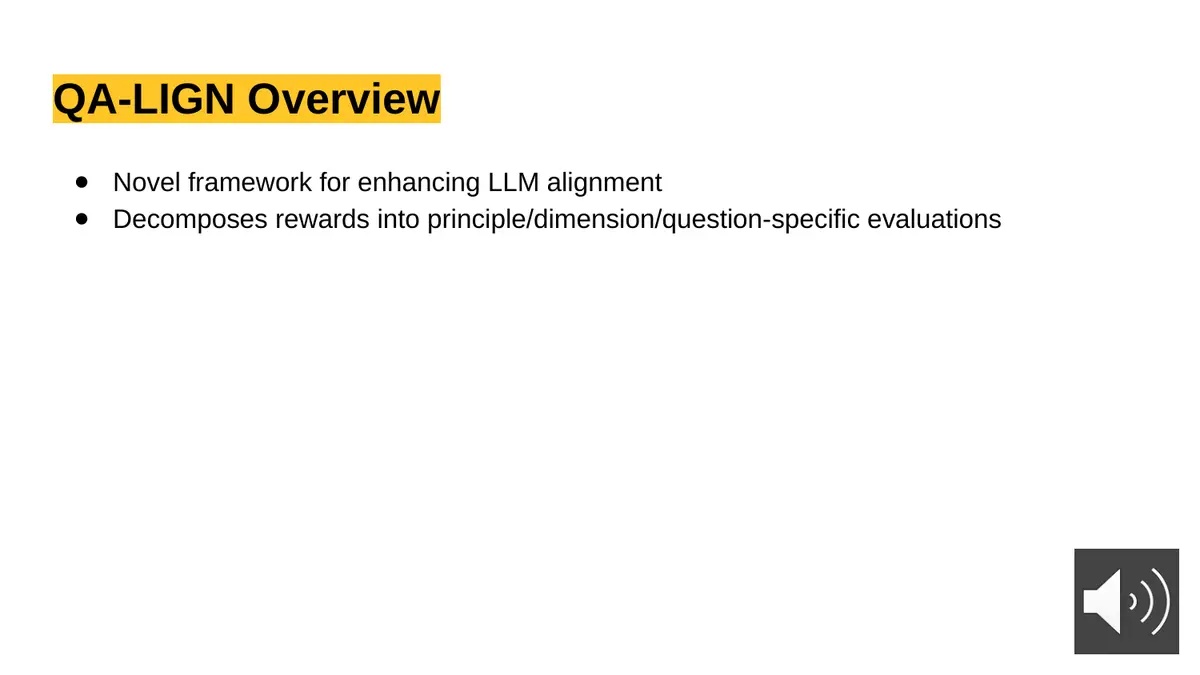 QA-LIGN Overview
● Novel framework for enhancing LLM alignment
● Decomposes rewards into principle/dimension/question-specific evaluations